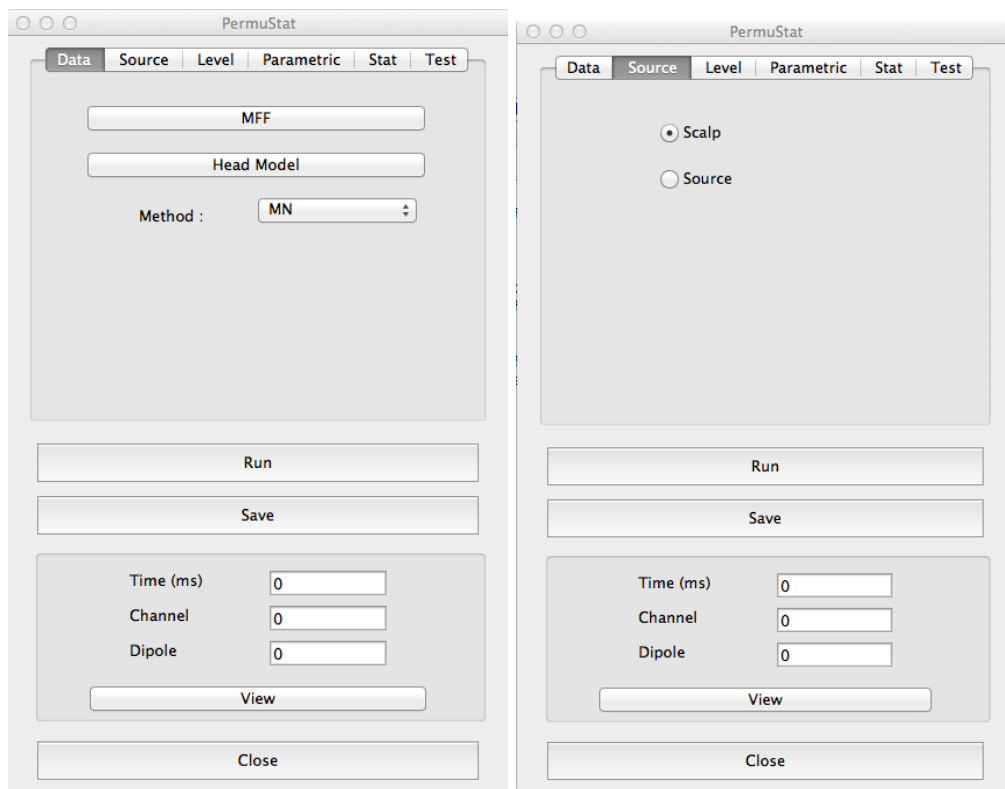 PermuStat
Data Source Level Parametric Stat Test
MFF
Head Model
Method : MN
Run
Save
Time (ms) 0
Channel 0
Dipole 0
View
Close
PermuStat
Data Source Level Parametric Stat Test
Scalp
Source
Run
Save
Time (ms) 0
Channel 0
Dipole 0
View
Close